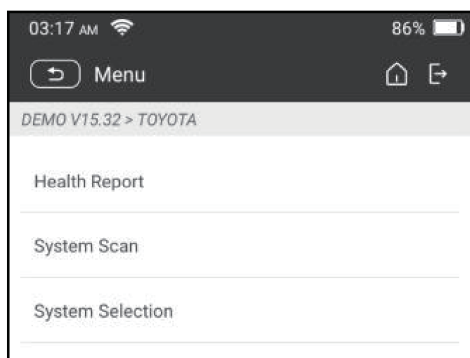 03:17 AM 86%
Menu
DEMO V15.32 > TOYOTA
Health Report
System Scan
System Selection